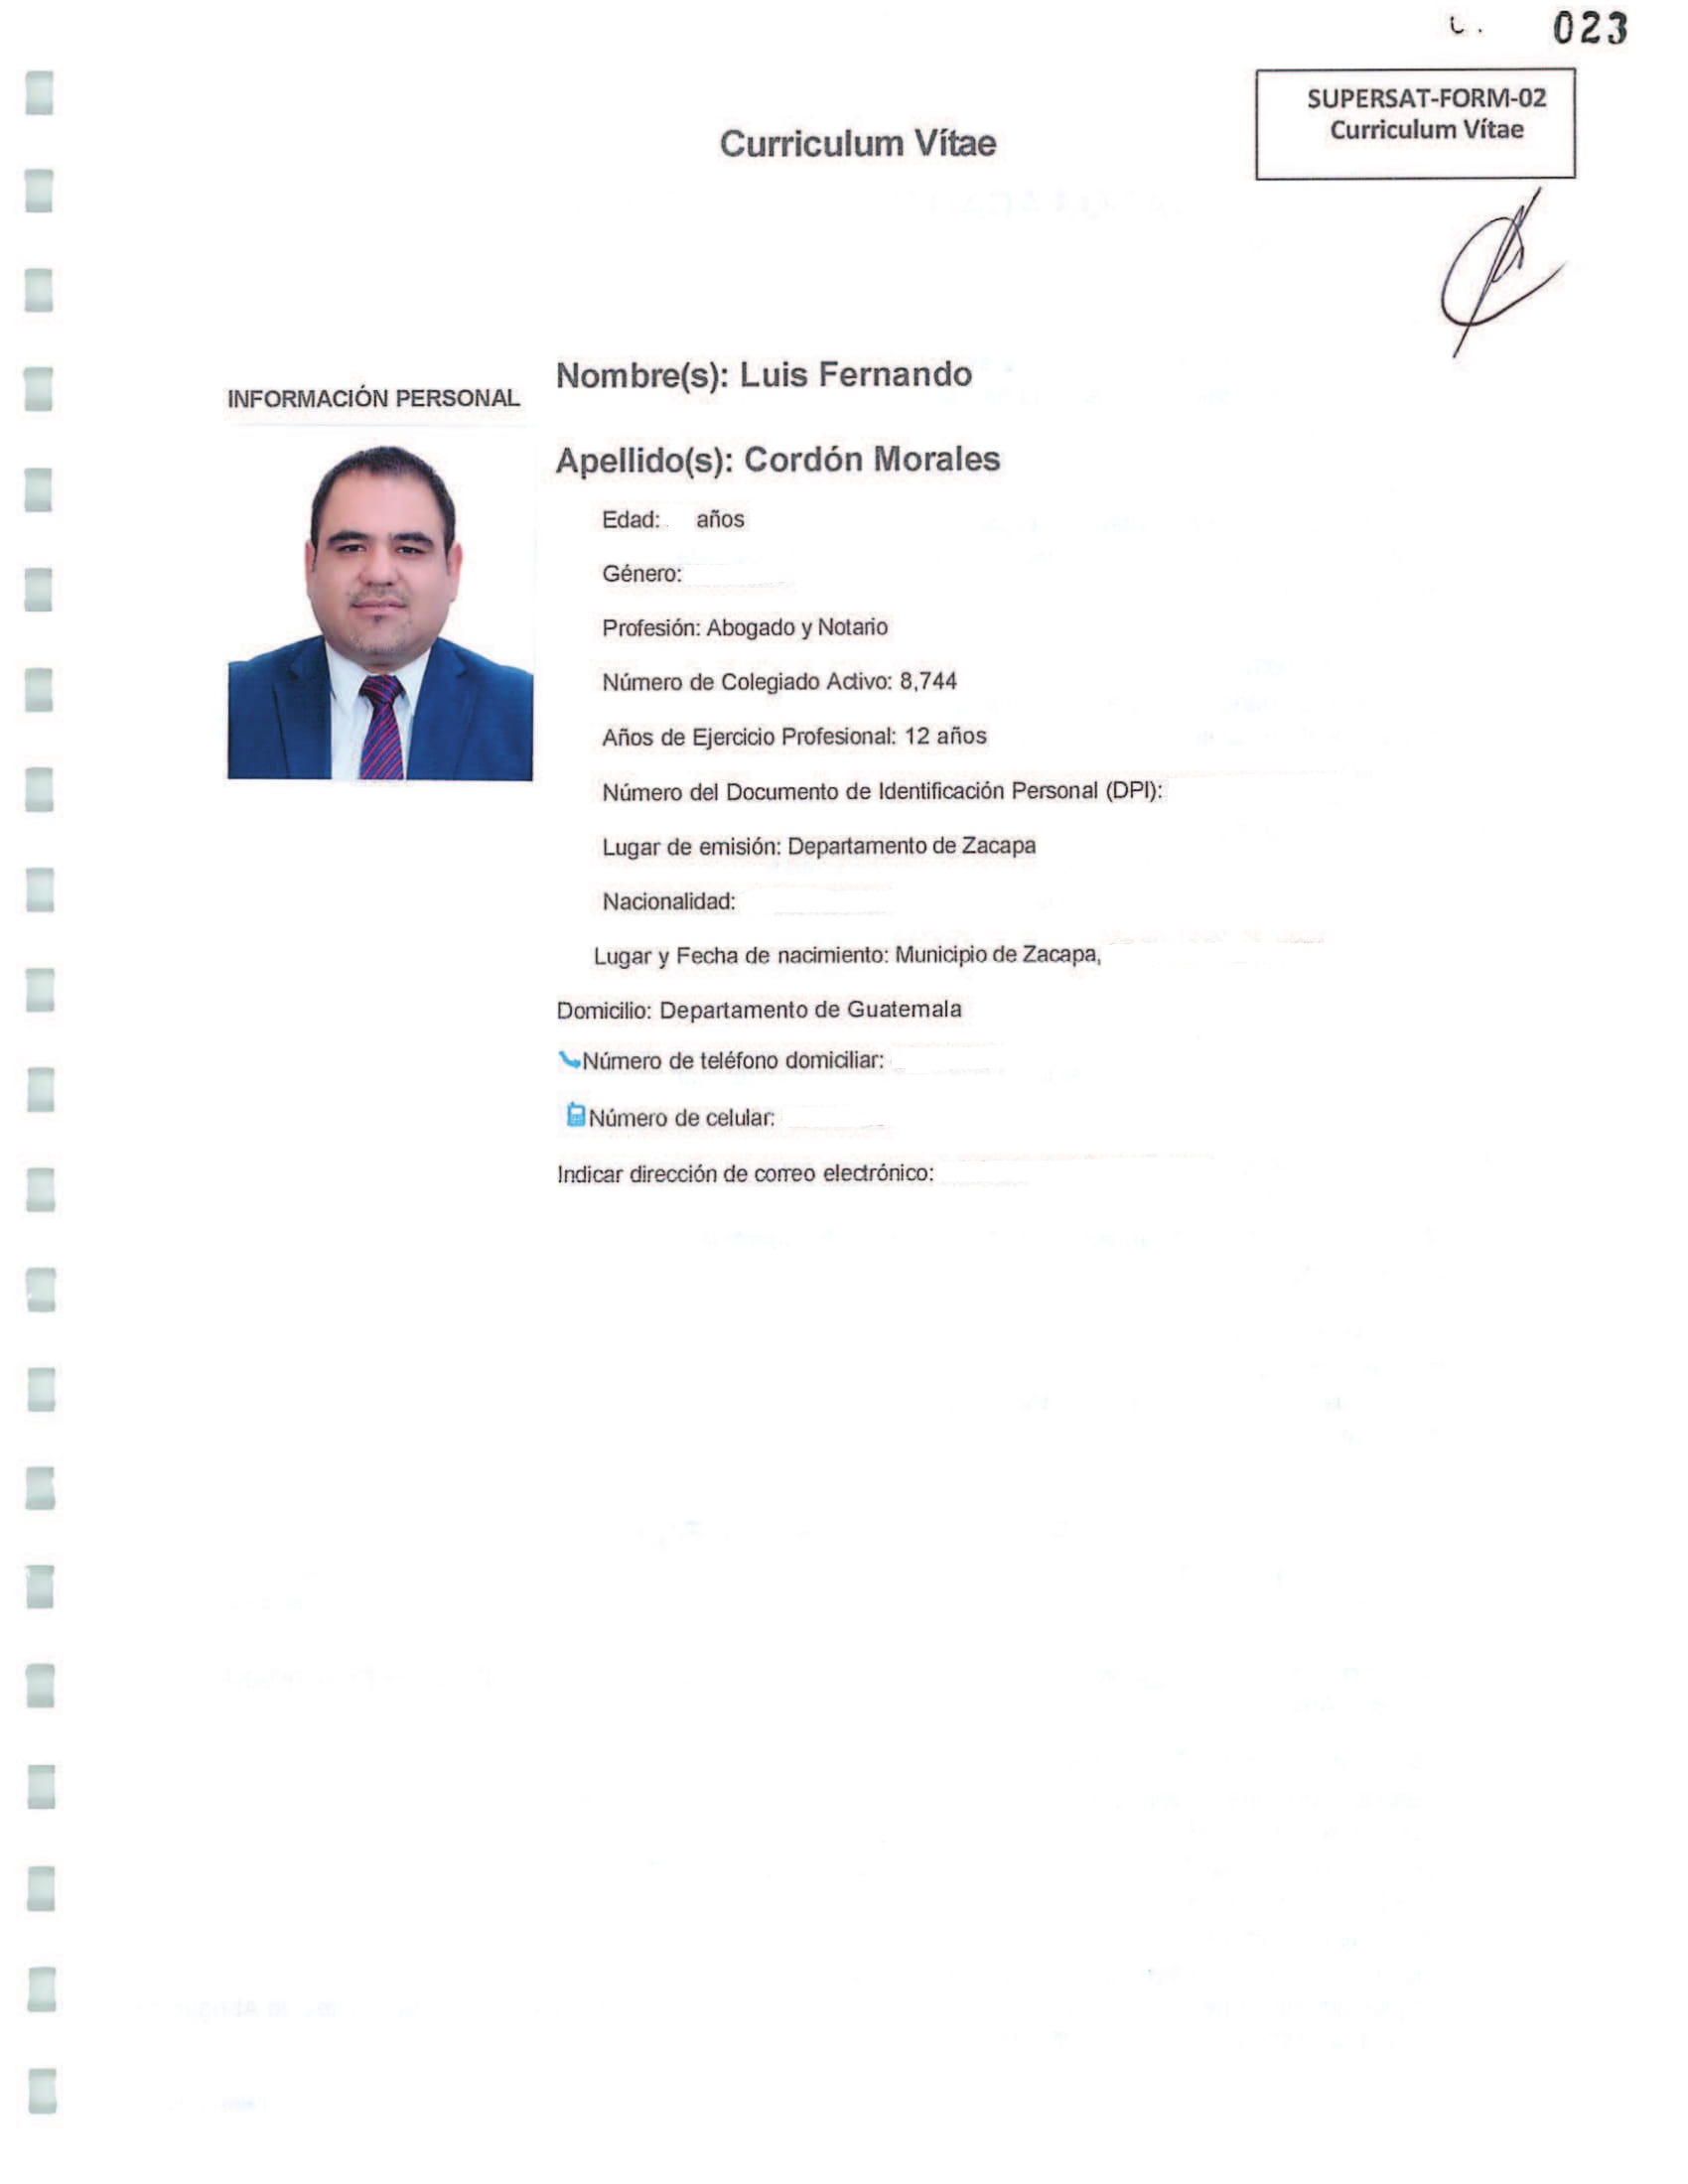 023
SUPERSAT-FORM-02
Curriculum Vítae
Curriculum Vítae
INFORMACIÓN PERSONAL
Nombre(s): Luis Fernando
Apellido(s): Cordón Morales
Edad: años
Género:
Profesión: Abogado y Notario
Número de Colegiado Activo: 8,744
Años de Ejercicio Profesional: 12 años
Número del Documento de Identificación Personal (DPI):
Lugar de emisión: Departamento de Zacapa
Nacionalidad:
Lugar y Fecha de nacimiento: Municipio de Zacapa,
Domicilio: Departamento de Guatemala
Número de teléfono domiciliar:
Número de celular:
Indicar dirección de correo electrónico: